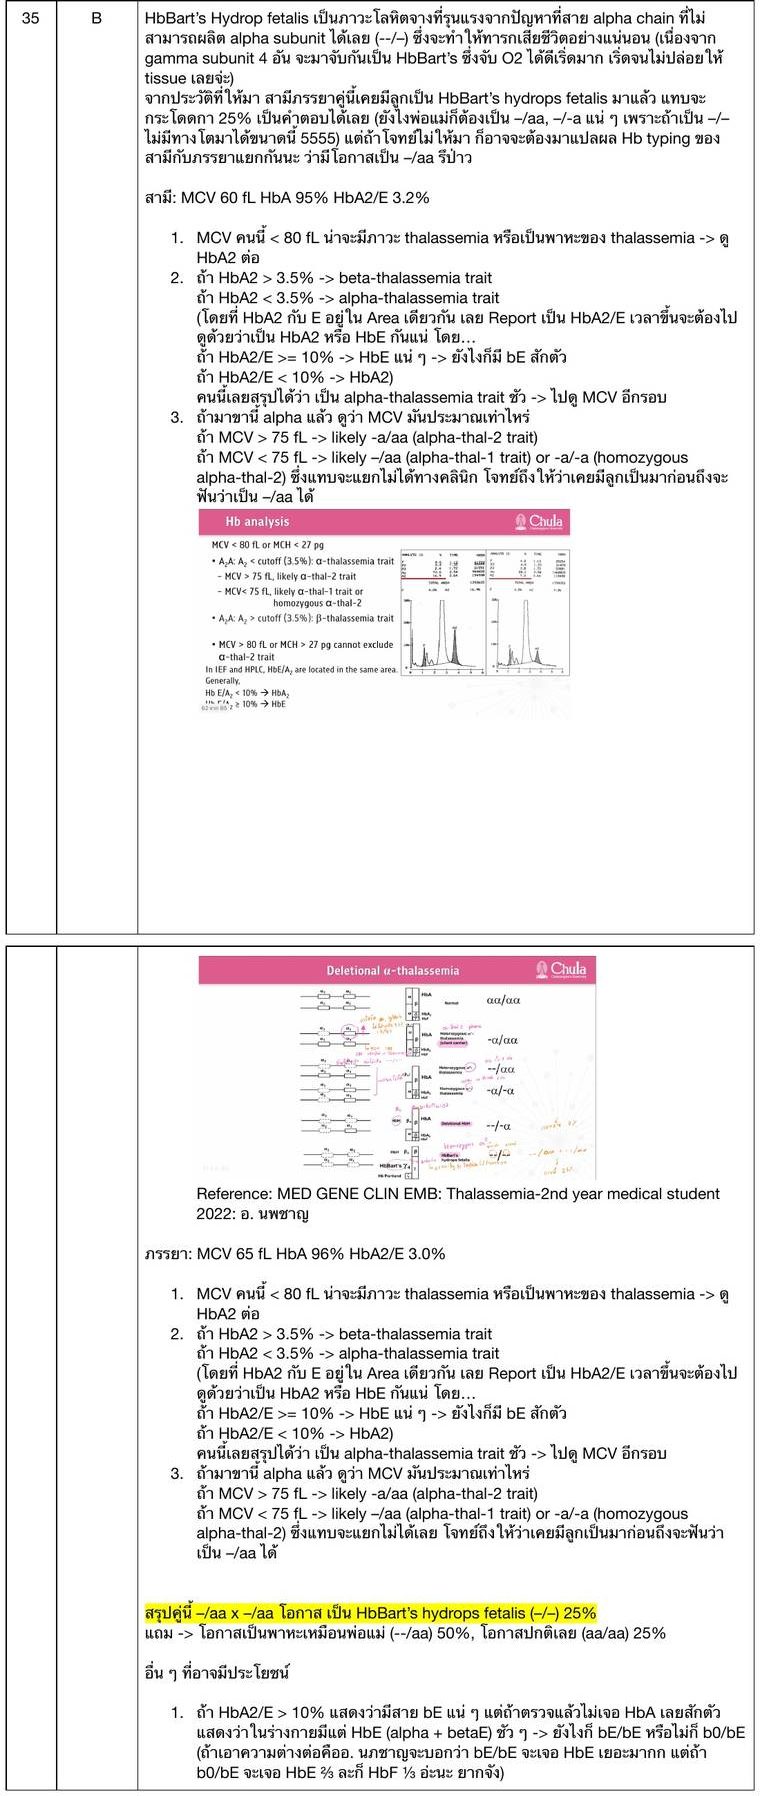 35
B
HbBart's Hydrop fetalis เป็นภาวะโลหิตจางที่รุนแรงจากปัญหาที่สาย alpha chain ที่ไม่
สามารถผลิต alpha subunit ได้เลย (--/–) ซึ่งจะทำให้ทารกเสียชีวิตอย่างแน่นอน (เนื่องจาก
gamma subunit 4 อัน จะมาจับกันเป็น HbBart's ซึ่งจับ O2 ได้ดีเริ่ดมาก เริ่ดจนไม่ปล่อยให้
tissue เลยจ่ะ)
จากประวัติที่ให้มา สามีภรรยาคู่นี้เคยมีลูกเป็น HbBart's hydrops fetalis มาแล้ว แทบจะ
กระโดดกา 25% เป็นคำตอบได้เลย (ยังไงพ่อแม่ก็ต้องเป็น –/aa, –/-a แน่ ๆ เพราะถ้าเป็น –/–
ไม่มีทางโตมาได้ขนาดนี้ 5555) แต่ถ้าโจทย์ไม่ให้มา ก็อาจจะต้องมาแปลผล Hb typing ของ
สามีกับภรรยาแยกกันนะ ว่ามีโอกาสเป็น –/aa รึป่าว
สามี: MCV 60 fL HbA 95% HbA2/E 3.2%
1. MCV คนนี้ < 80 fL น่าจะมีภาวะ thalassemia หรือเป็นพาหะของ thalassemia -> ดู
HbA2 ต่อ
2. ถ้า HbA2 > 3.5% -> beta-thalassemia trait
ถ้า HbA2 < 3.5% -> alpha-thalassemia trait
(โดยที่ HbA2 กับ E อยู่ใน Area เดียวกัน เลย Report เป็น HbA2/E เวลาขึ้นจะต้องไป
ดูด้วยว่าเป็น HbA2 หรือ HbE กันแน่ โดย…
ถ้า HbA2/E >= 10% -> HbE แน่ ๆ -> ยังไงก็มี bE สักตัว
ถ้า HbA2/E < 10% -> HbA2)
คนนี้เลยสรุปได้ว่า เป็น alpha-thalassemia trait ชัว -> ไปดู MCV อีกรอบ
3. ถ้ามาขานี้ alpha แล้ว ดูว่า MCV มันประมาณเท่าไหร่
ถ้า MCV > 75 fL -> likely -a/aa (alpha-thal-2 trait)
ถ้า MCV < 75 fL -> likely –/aa (alpha-thal-1 trait) or -a/-a (homozygous
alpha-thal-2) ซึ่งแทบจะแยกไม่ได้ทางคลินิก โจทย์ถึงให้ว่าเคยมีลูกเป็นมาก่อนถึงจะ
ฟันว่าเป็น –/aa ได้
Hb analysis
Chula
MCV < 80 fL or MCH < 27 pg
• A₂A: A₂ < cutoff (3.5%): α-thalassemia trait
– MCV > 75 fL, likely α-thal-2 trait
– MCV< 75 fL, likely α-thal-1 trait or
homozygous α-thal-2
• A₂A: A₂ > cutoff (3.5%): β-thalassemia trait
• MCV > 80 fL or MCH > 27 pg cannot exclude
α-thal-2 trait
In IEF and HPLC, HbE/A₂ are located in the same area.
Generally,
Hb E/A₂ < 10% → HbA₂
≥ 10% → HbE
Deletional α-thalassemia
Chula
HbA
Normal
αα/αα
-α/αα
--/αα
-α/-α
Deletional HbH
--/-α
HbBart's
hydrops fetalis
--/--
HbBart's γ₄
Hb Portland
Reference: MED GENE CLIN EMB: Thalassemia-2nd year medical student
2022: อ. นพชาญ
ภรรยา: MCV 65 fL HbA 96% HbA2/E 3.0%
1. MCV คนนี้ < 80 fL น่าจะมีภาวะ thalassemia หรือเป็นพาหะของ thalassemia -> ดู
HbA2 ต่อ
2. ถ้า HbA2 > 3.5% -> beta-thalassemia trait
ถ้า HbA2 < 3.5% -> alpha-thalassemia trait
(โดยที่ HbA2 กับ E อยู่ใน Area เดียวกัน เลย Report เป็น HbA2/E เวลาขึ้นจะต้องไป
ดูด้วยว่าเป็น HbA2 หรือ HbE กันแน่ โดย…
ถ้า HbA2/E >= 10% -> HbE แน่ ๆ -> ยังไงก็มี bE สักตัว
ถ้า HbA2/E < 10% -> HbA2)
คนนี้เลยสรุปได้ว่า เป็น alpha-thalassemia trait ชัว -> ไปดู MCV อีกรอบ
3. ถ้ามาขานี้ alpha แล้ว ดูว่า MCV มันประมาณเท่าไหร่
ถ้า MCV > 75 fL -> likely -a/aa (alpha-thal-2 trait)
ถ้า MCV < 75 fL -> likely –/aa (alpha-thal-1 trait) or -a/-a (homozygous
alpha-thal-2) ซึ่งแทบจะแยกไม่ได้เลย โจทย์ถึงให้ว่าเคยมีลูกเป็นมาก่อนถึงจะฟันว่า
เป็น –/aa ได้
สรุปคู่นี้ –/aa x –/aa โอกาส เป็น HbBart's hydrops fetalis (–/–) 25%
แถม -> โอกาสเป็นพาหะเหมือนพ่อแม่ (--/aa) 50%, โอกาสปกติเลย (aa/aa) 25%
อื่น ๆ ที่อาจมีประโยชน์
1. ถ้า HbA2/E > 10% แสดงว่ามีสาย bE แน่ ๆ แต่ถ้าตรวจแล้วไม่เจอ HbA เลยสักตัว
แสดงว่าในร่างกายมีแต่ HbE (alpha + betaE) ชัว ๆ -> ยังไงก็ bE/bE หรือไม่ก็ b0/bE
(ถ้าเอาความต่างต่อคืออ. นภชาญจะบอกว่า bE/bE จะเจอ HbE เยอะมากก แต่ถ้า
b0/bE จะเจอ HbE ⅔ ละก็ HbF ⅓ อ่ะนะ ยากจัง)